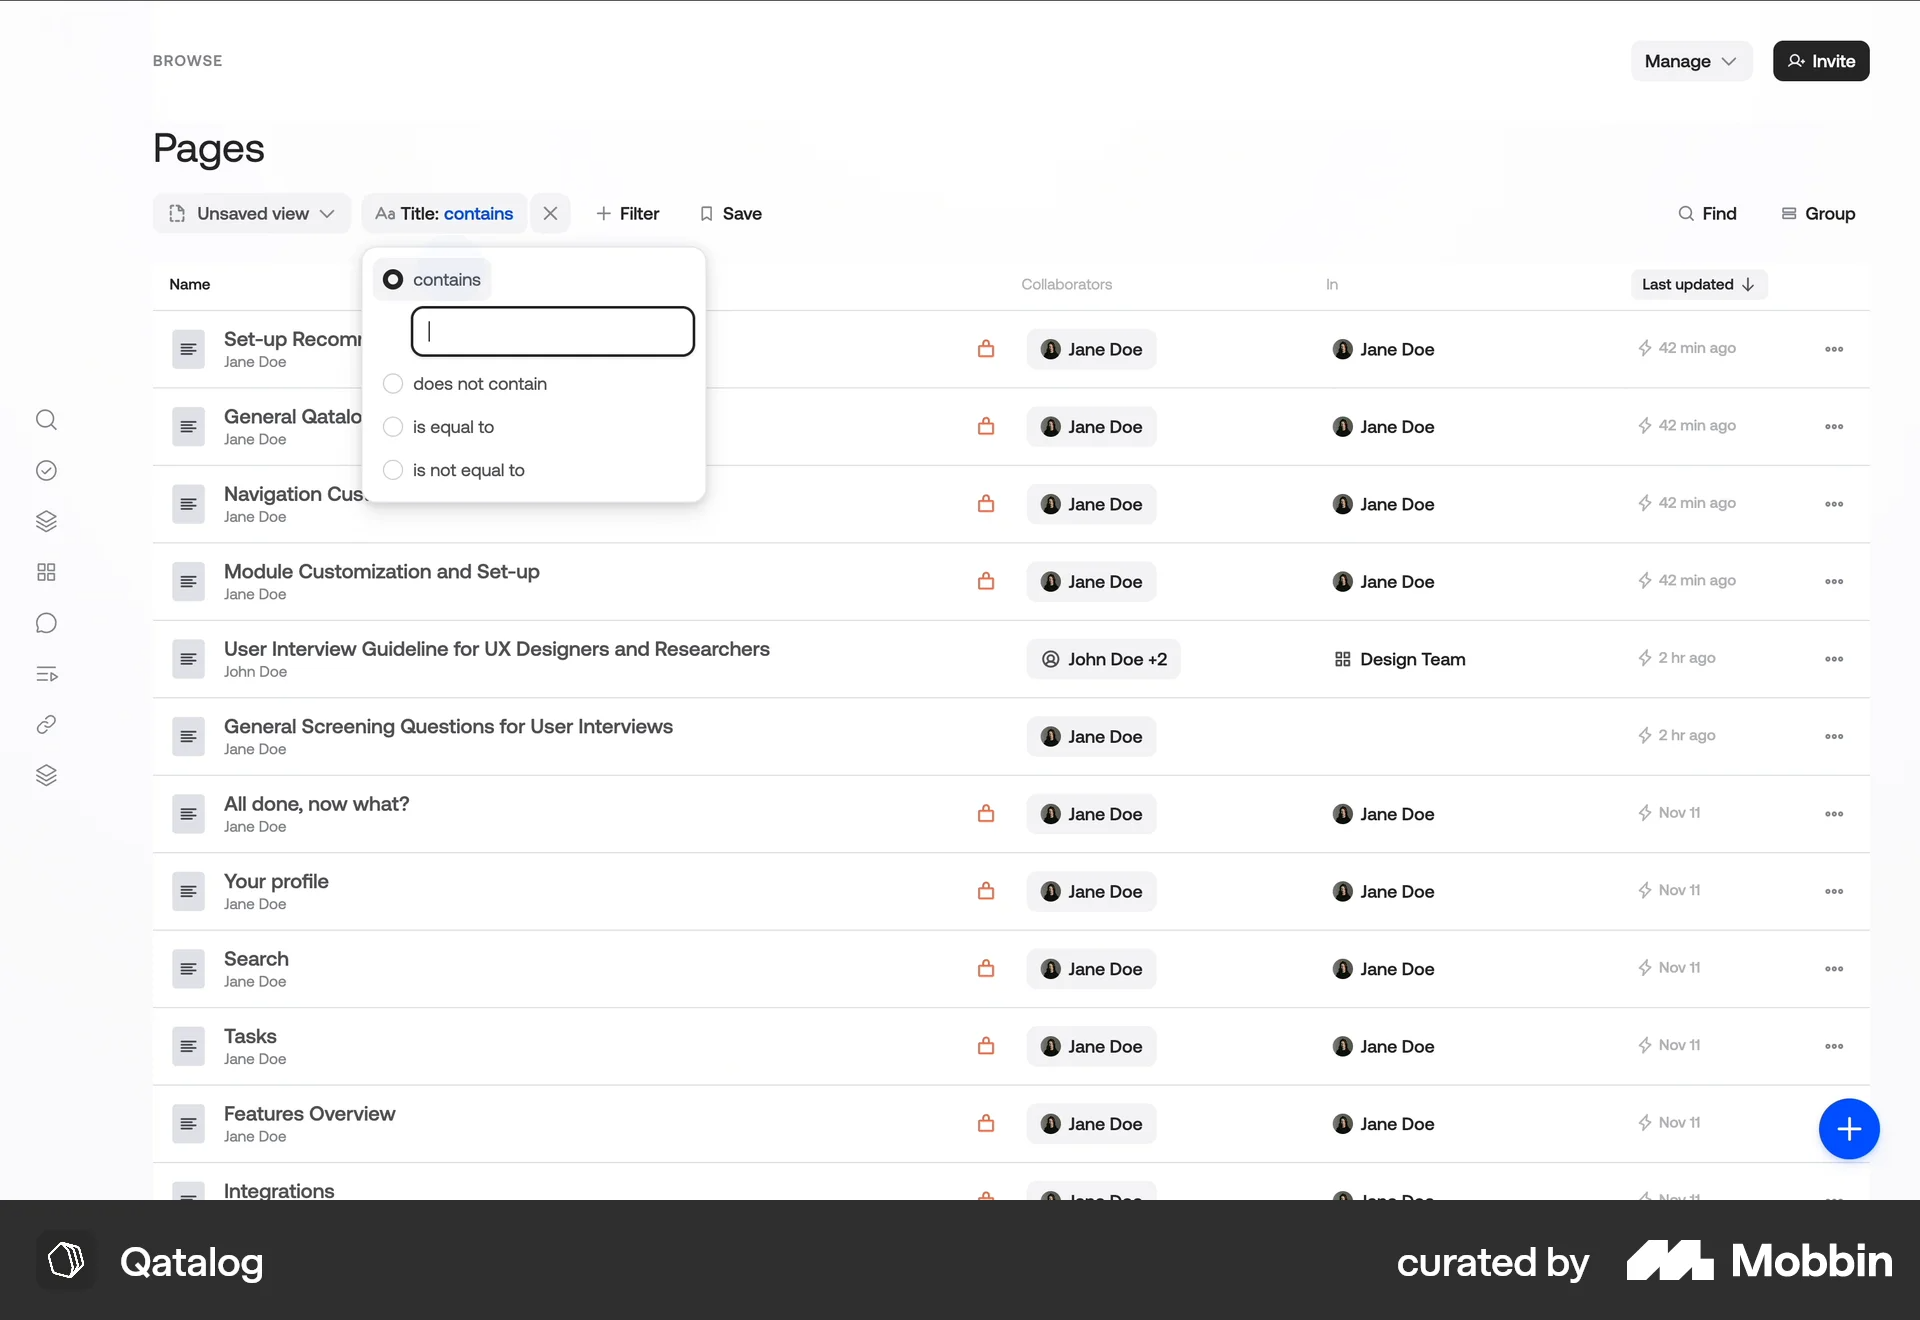 BROWSE
Manage
Invite
Pages
Unsaved view
Aa Title: contains
Filter
Save
Find
Group
Name
Collaborators
In
Last updated
contains
does not contain
is equal to
is not equal to
Set-up Recom
Jane Doe
Jane Doe
Jane Doe
42 min ago
General Qatalo
Jane Doe
Jane Doe
Jane Doe
42 min ago
Navigation Cus
Jane Doe
Jane Doe
Jane Doe
42 min ago
Module Customization and Set-up
Jane Doe
Jane Doe
Jane Doe
42 min ago
User Interview Guideline for UX Designers and Researchers
John Doe
John Doe +2
Design Team
2 hr ago
General Screening Questions for User Interviews
Jane Doe
Jane Doe
2 hr ago
All done, now what?
Jane Doe
Jane Doe
Jane Doe
Nov 11
Your profile
Jane Doe
Jane Doe
Jane Doe
Nov 11
Search
Jane Doe
Jane Doe
Jane Doe
Nov 11
Tasks
Jane Doe
Jane Doe
Jane Doe
Nov 11
Features Overview
Jane Doe
Jane Doe
Jane Doe
Nov 11
Integrations
Jane Doe
Jane Doe
Nov 11
Qatalog
curated by
Mobbin